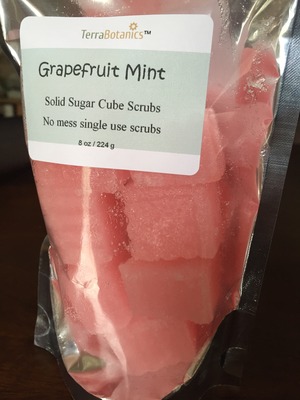 TerraBotanics™
Grapefruit Mint
Solid Sugar Cube Scrubs
No mess single use scrubs
8 oz / 224 g